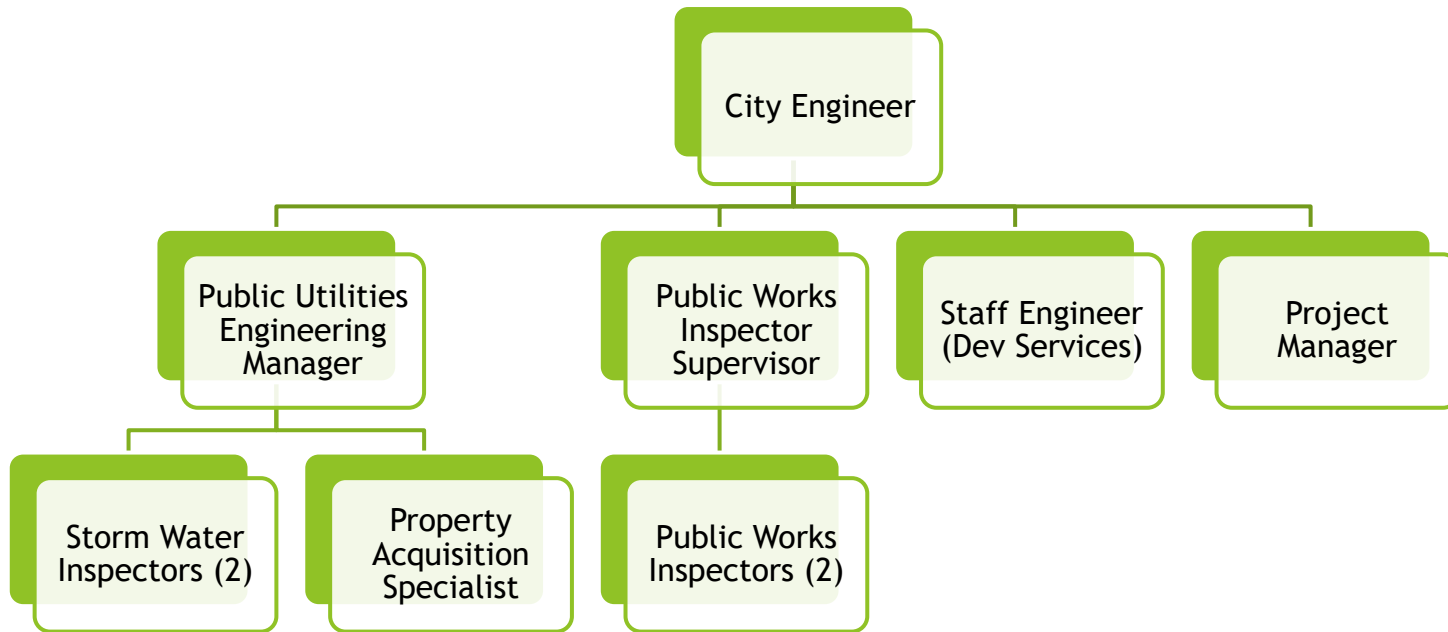 City Engineer
Public Utilities
Engineering
Manager
Public Works
Inspector
Supervisor
Staff Engineer
(Dev Services)
Project
Manager
Storm Water
Inspectors (2)
Property
Acquisition
Specialist
Public Works
Inspectors (2)